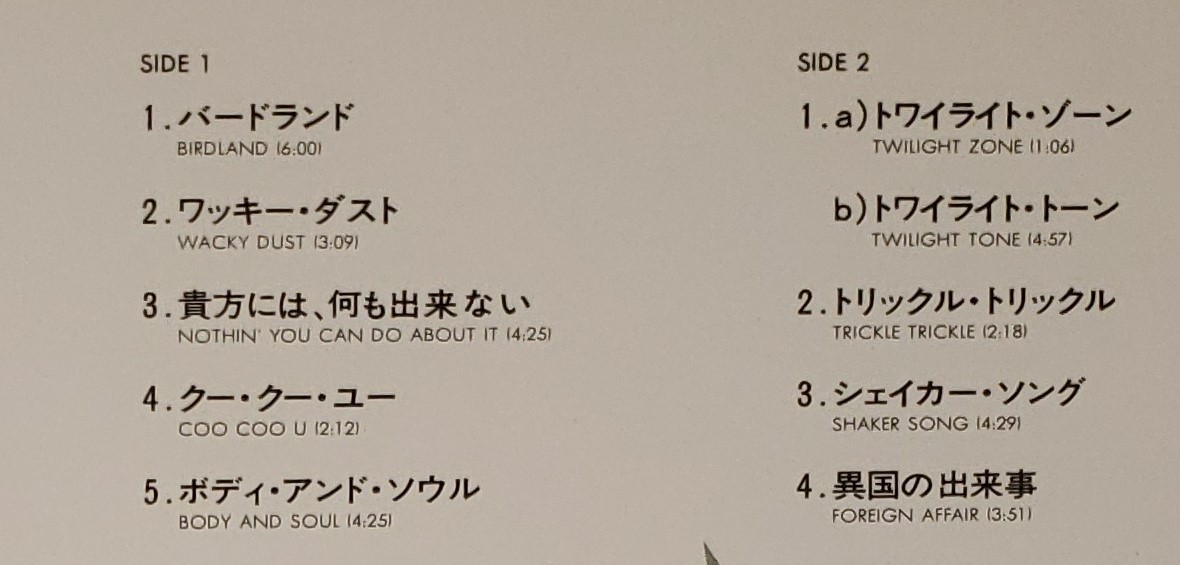 SIDE 1
1.バードランド
BIRDLAND (6:00)
2.ワッキー・ダスト
WACKY DUST (3:09)
3.貴方には、何も出来ない
NOTHIN' YOU CAN DO ABOUT IT (4:25)
4.クー・クー・ユー
COO COO U (2:12)
5.ボディ・アンド・ソウル
BODY AND SOUL (4:25)
SIDE 2
1.a)トワイライト・ゾーン
TWILIGHT ZONE (1:06)
b)トワイライト・トーン
TWILIGHT TONE (4:57)
2.トリックル・トリックル
TRICKLE TRICKLE (2:18)
3.シェイカー・ソング
SHAKER SONG (4:29)
4.異国の出来事
FOREIGN AFFAIR (3:51)